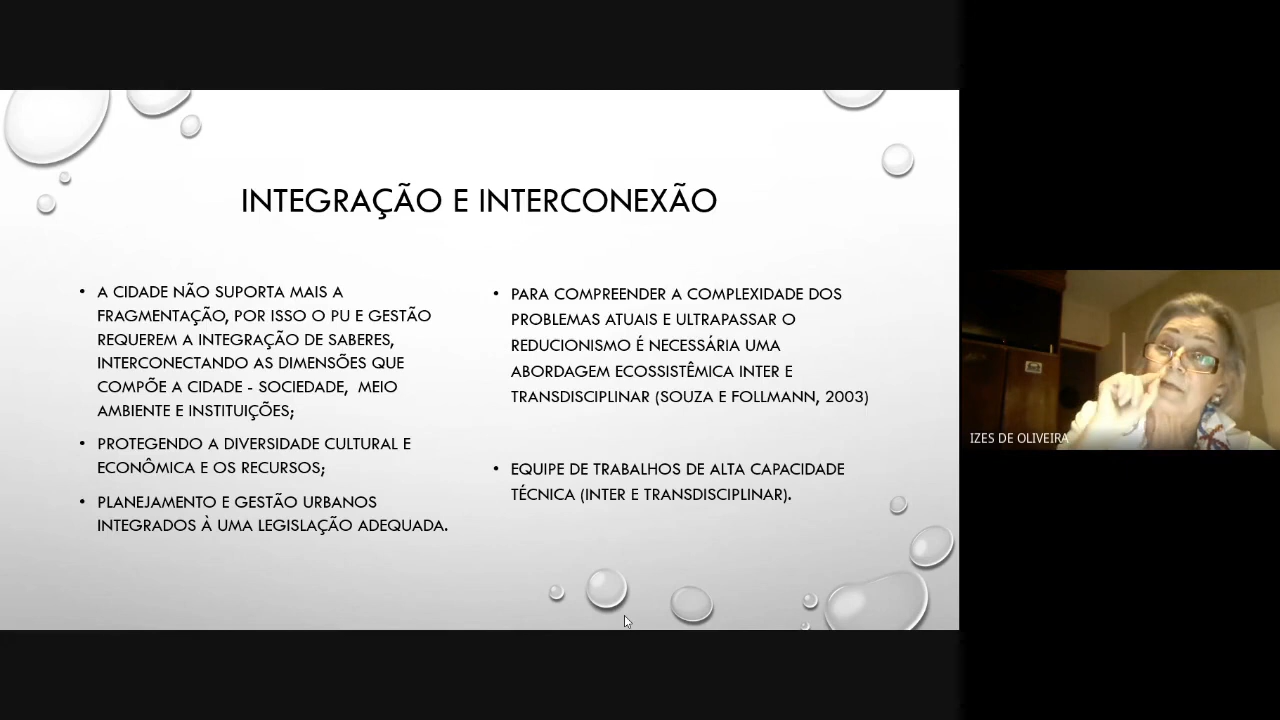 INTEGRAÇÃO E INTERCONEXÃO
• A CIDADE NÃO SUPORTA MAIS A
FRAGMENTAÇÃO, POR ISSO O PU E GESTÃO
REQUEREM A INTEGRAÇÃO DE SABERES,
INTERCONECTANDO AS DIMENSÕES QUE
COMPÕE A CIDADE - SOCIEDADE, MEIO
AMBIENTE E INSTITUIÇÕES;
• PROTEGENDO A DIVERSIDADE CULTURAL E
ECONÔMICA E OS RECURSOS;
• PLANEJAMENTO E GESTÃO URBANOS
INTEGRADOS À UMA LEGISLAÇÃO ADEQUADA.
• PARA COMPREENDER A COMPLEXIDADE DOS
PROBLEMAS ATUAIS E ULTRAPASSAR O
REDUCIONISMO É NECESSÁRIA UMA
ABORDAGEM ECOSSISTÊMICA INTER E
TRANSDISCIPLINAR (SOUZA E FOLLMANN, 2003)
• EQUIPE DE TRABALHOS DE ALTA CAPACIDADE
TÉCNICA (INTER E TRANSDISCIPLINAR).
IZES DE OLIVEIRA